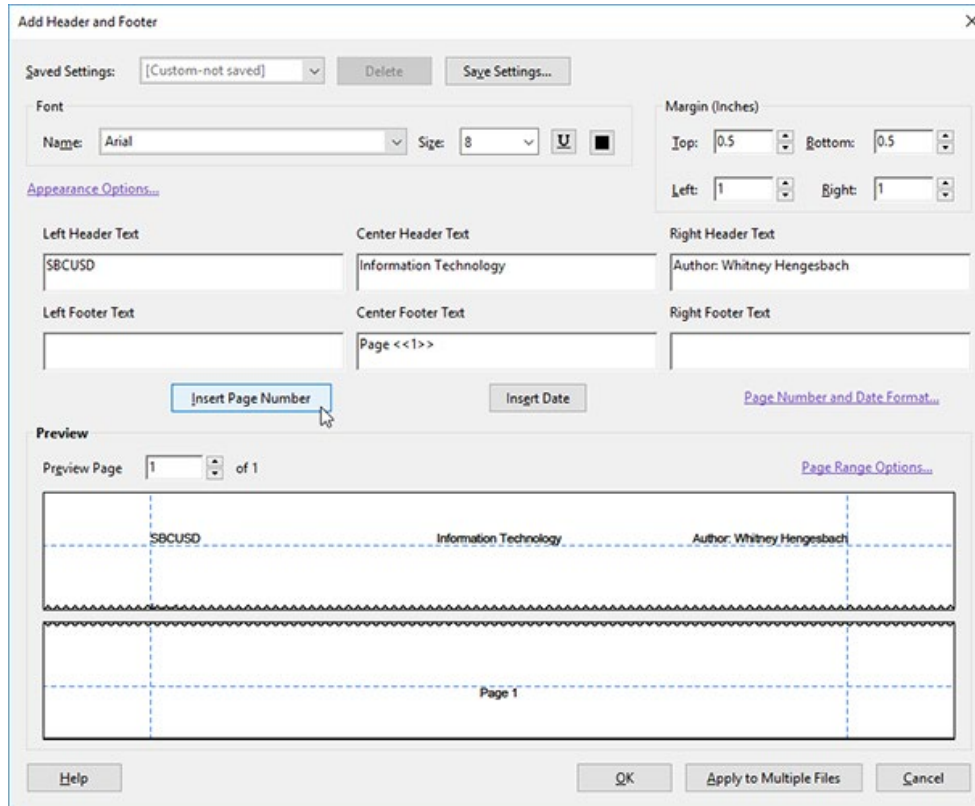 Add Header and Footer
Saved Settings: [Custom-not saved] Delete Save Settings...
Font
Margin (Inches)
Name: Arial Size: 8 U
Top: 0.5 Bottom: 0.5
Appearance Options...
Left: 1 Right: 1
Left Header Text Center Header Text Right Header Text
SBCUSD Information Technology Author: Whitney Hengesbach
Left Footer Text Center Footer Text Right Footer Text
Page <<1>>
Insert Page Number Insert Date Page Number and Date Format...
Preview
Preview Page 1 of 1 Page Range Options...
SBCUSD Information Technology Author: Whitney Hengesbach
Page 1
Help OK Apply to Multiple Files Cancel